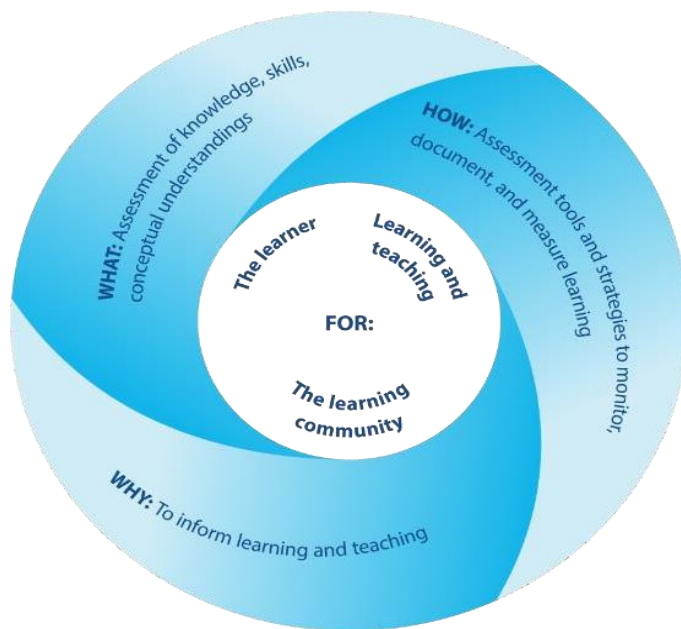 WHAT: Assessment of knowledge, skills,
conceptual understandings
HOW: Assessment tools and strategies to monitor,
document, and measure learning
The learner
Learning and
teaching
FOR:
The learning
community
WHY: To inform learning and teaching